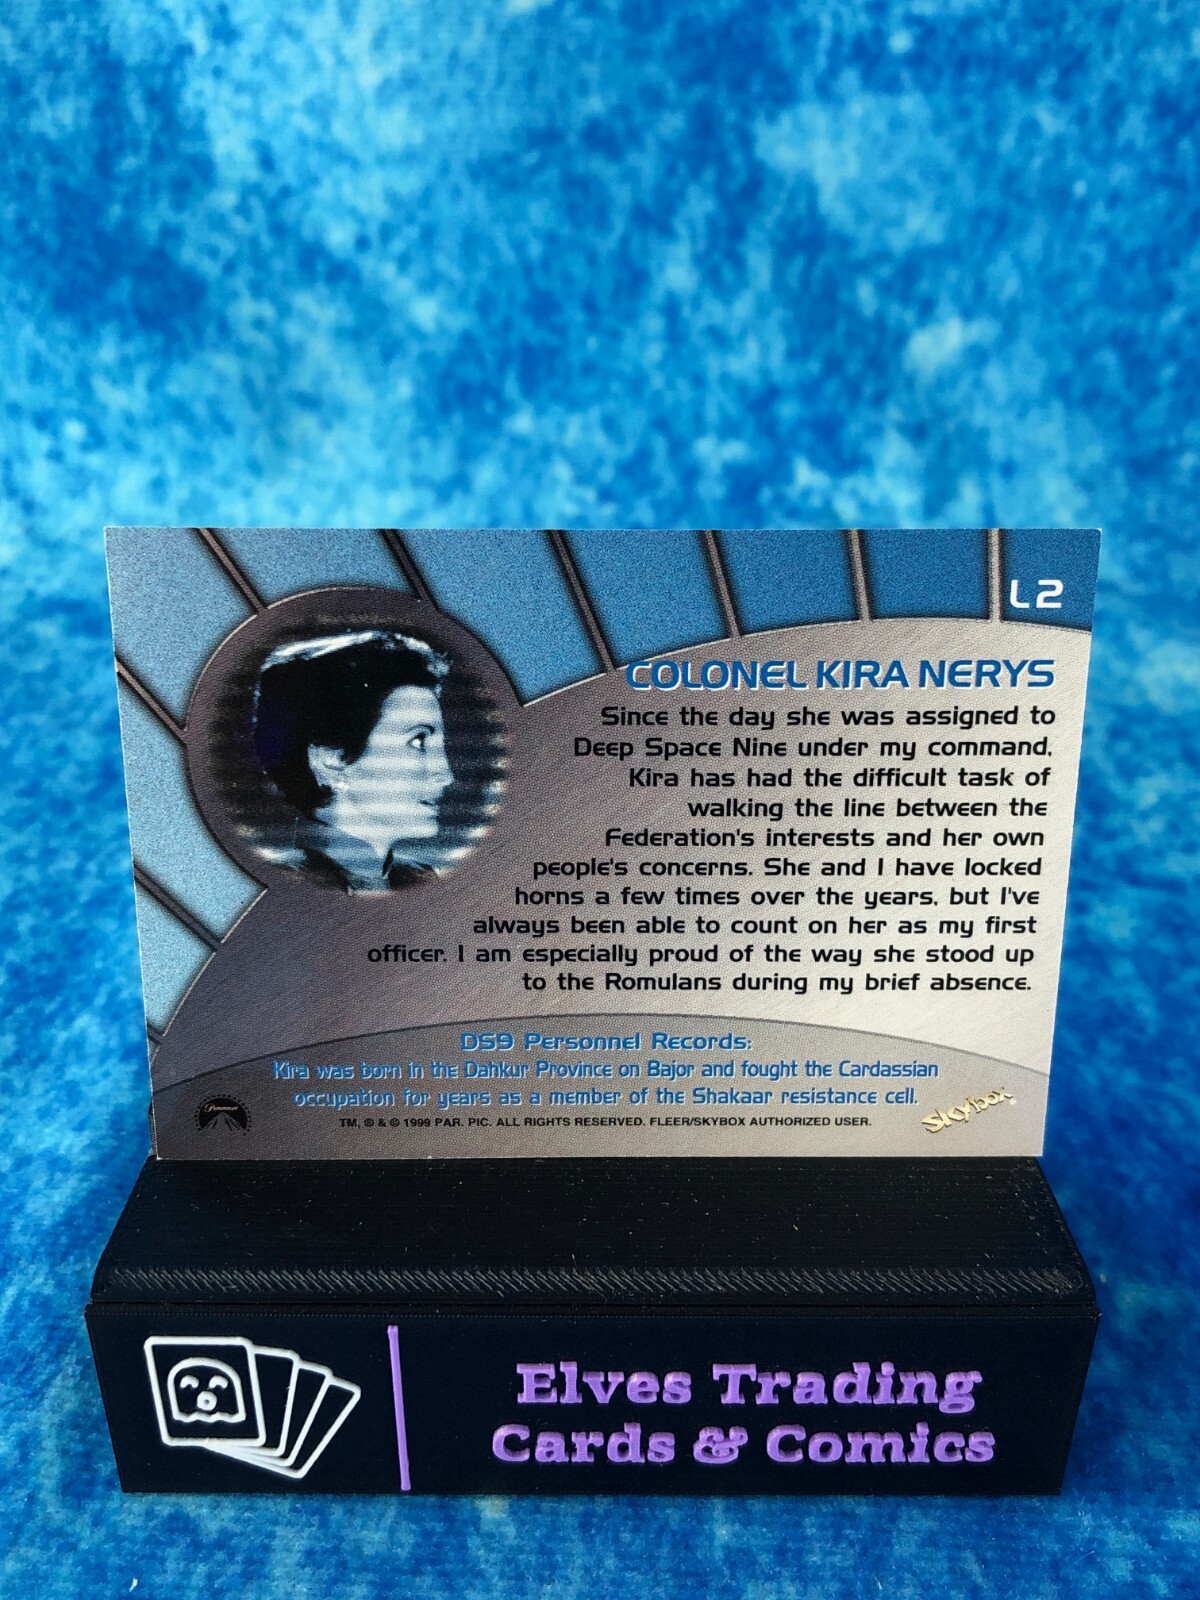 L2
COLONEL KIRA NERYS
Since the day she was assigned to
Deep Space Nine under my command,
Kira has had the difficult task of
walking the line between the
Federation's interests and her own
people's concerns. She and I have locked
horns a few times over the years, but I've
always been able to count on her as my first
officer. I am especially proud of the way she stood up
to the Romulans during my brief absence.
DS9 Personnel Records:
Kira was born in the Dahkur Province on Bajor and fought the Cardassian
occupation for years as a member of the Shakaar resistance cell.
Paramount
TM, ® & © 1999 PAR. PIC. ALL RIGHTS RESERVED. FLEER/SKYBOX AUTHORIZED USER.
SkyBox
Elves Trading
Cards & Comics